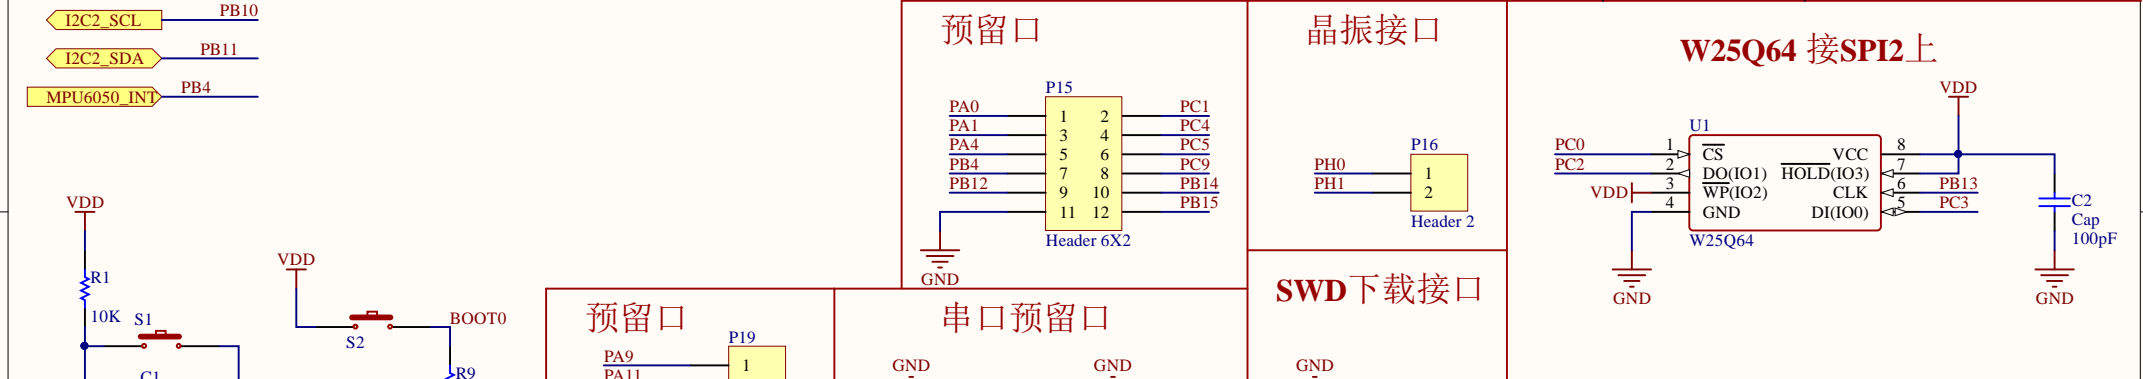 I2C2_SCL PB10
I2C2_SDA PB11
MPU6050_INT PB4
VDD
R1
10K
S1
C1
VDD
S2
BOOT0
R9
预留口
P15
PA0 1 2 PC1
PA1 3 4 PC4
PA4 5 6 PC5
PB4 7 8 PC9
PB12 9 10 PB14
11 12 PB15
Header 6X2
GND
晶振接口
P16
PH0 1
PH1 2
Header 2
W25Q64 接SPI2上
VDD
U1
PC0 1 CS VCC 8
PC2 2 DO(IO1) HOLD(IO3) 7
VDD 3 WP(IO2) CLK 6 PB13
4 GND DI(IO0) 5 PC3
W25Q64
GND
C2
Cap
100pF
GND
预留口
P19
PA9 1
PA11
串口预留口
GND GND
SWD下载接口
GND